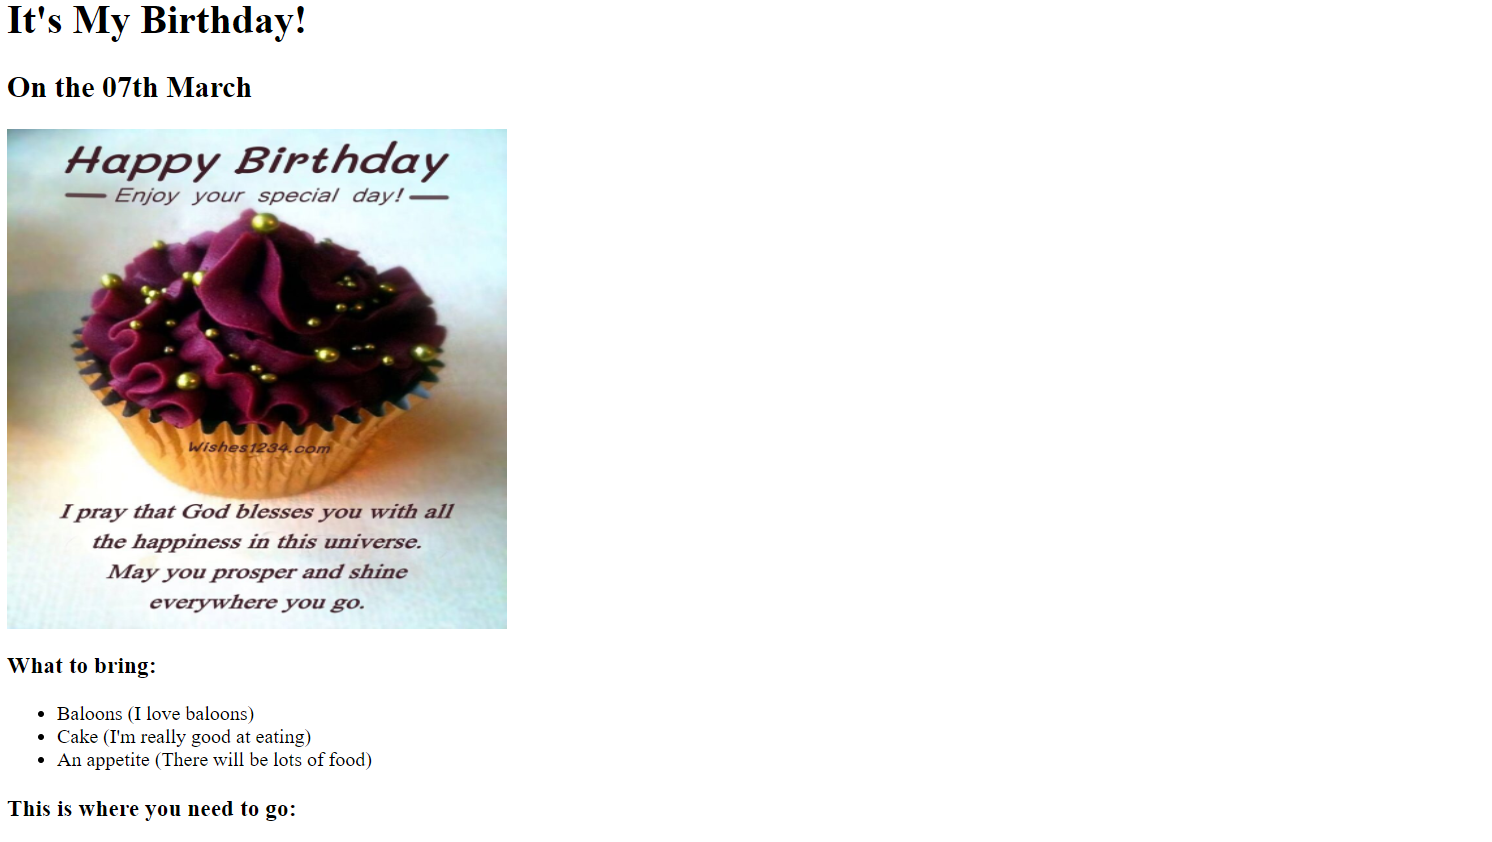 It's My Birthday!
On the 07th March
Happy Birthday
Enjoy your special day!
Wishes1234.com
I pray that God blesses you with all
the happiness in this universe.
May you prosper and shine
everywhere you go.
What to bring:
Baloons (I love baloons)
Cake (I'm really good at eating)
An appetite (There will be lots of food)
This is where you need to go: